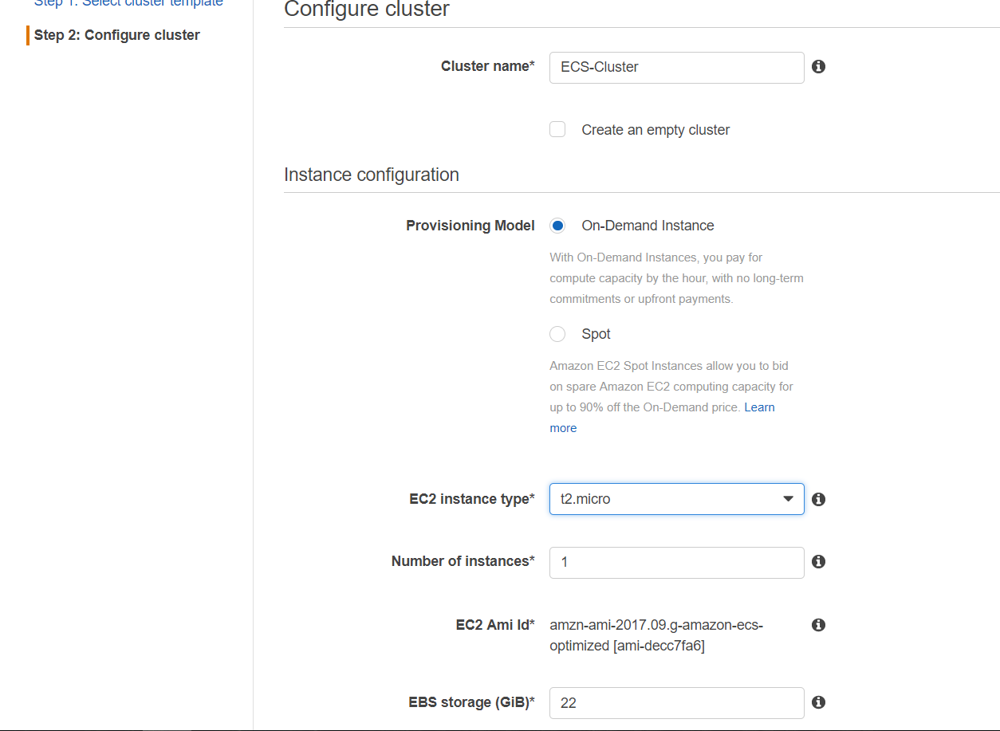 Step 1: Select cluster template
Step 2: Configure cluster
Configure cluster
Cluster name*
ECS-Cluster
Create an empty cluster
Instance configuration
Provisioning Model
On-Demand Instance
With On-Demand Instances, you pay for
compute capacity by the hour, with no long-term
commitments or upfront payments.
Spot
Amazon EC2 Spot Instances allow you to bid
on spare Amazon EC2 computing capacity for
up to 90% off the On-Demand price. Learn
more
EC2 instance type*
t2.micro
Number of instances*
1
EC2 Ami Id*
amzn-ami-2017.09.g-amazon-ecs-
optimized [ami-decc7fa6]
EBS storage (GiB)*
22